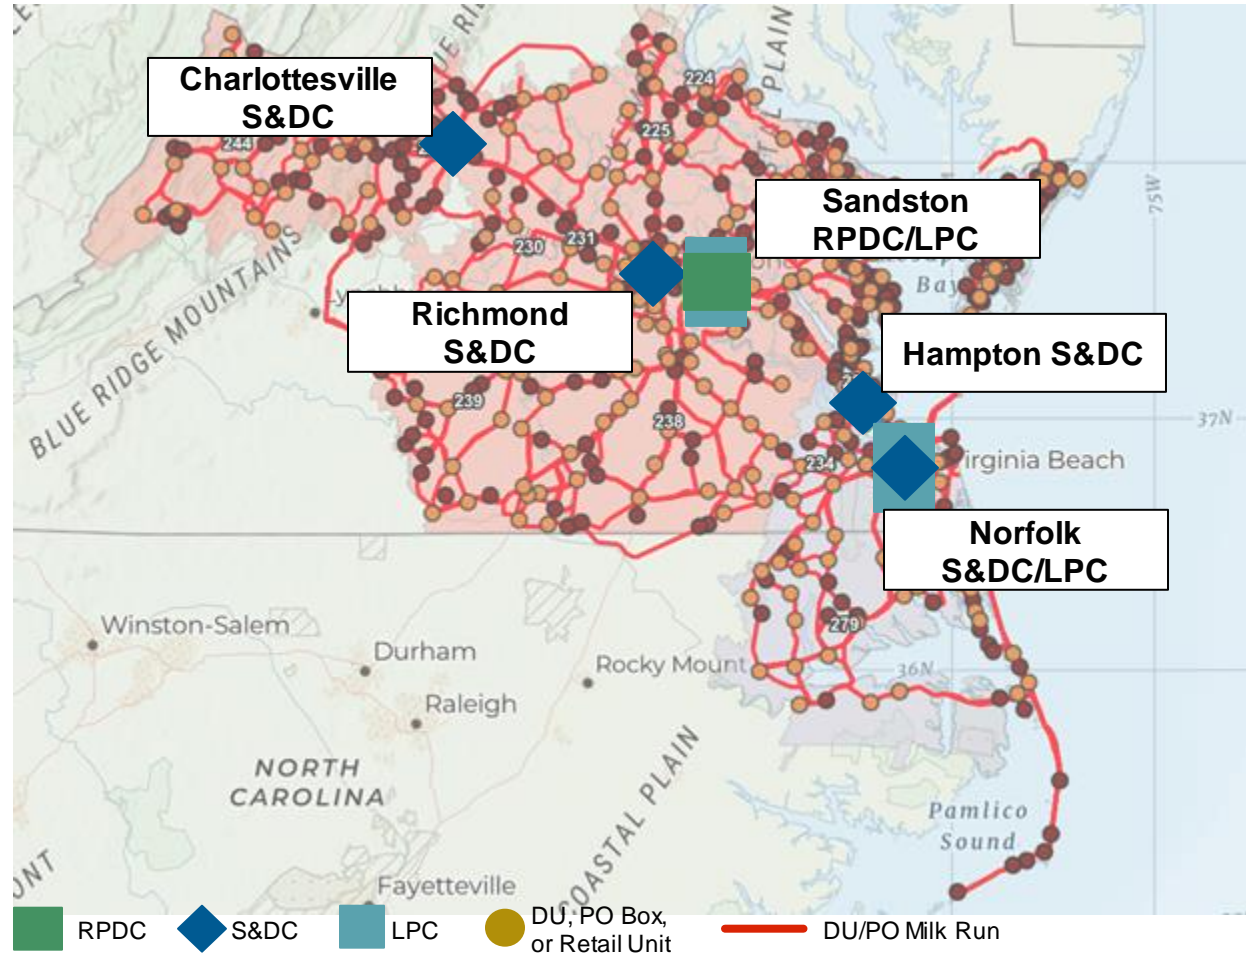 Charlottesville
S&DC
224
225
244
PLAIN
75W
Sandston
RPDC/LPC
230
231
Bay
Richmond
S&DC
Hampton S&DC
BLUE RIDGE MOUNTAINS
239
238
37N
234
Virginia Beach
Norfolk
S&DC/LPC
279
Winston-Salem
Durham
Rocky Mount
36N
Raleigh
NORTH
CAROLINA
COASTAL PLAIN
Pamlico
Sound
Fayetteville
RPDC
S&DC
LPC
DU, PO Box,
or Retail Unit
DU/PO Milk Run